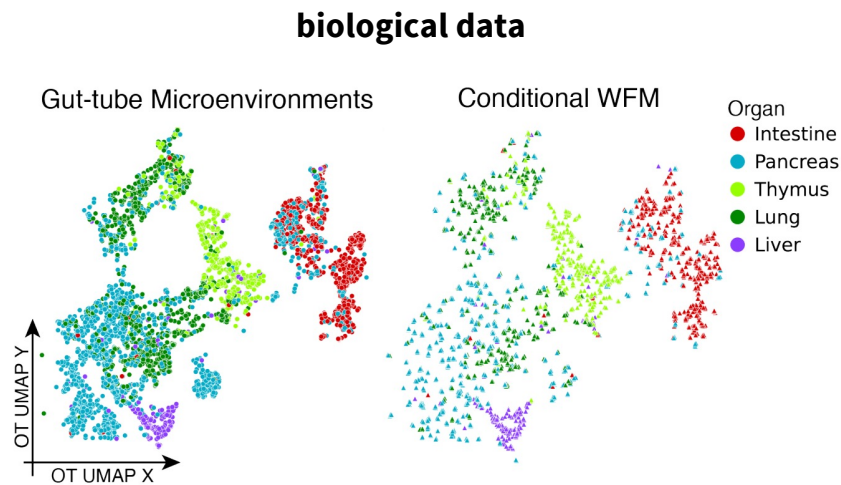 biological data
Gut-tube Microenvironments
Conditional WFM
Organ
Intestine
Pancreas
Thymus
Lung
Liver
OT UMAP Y
OT UMAP X